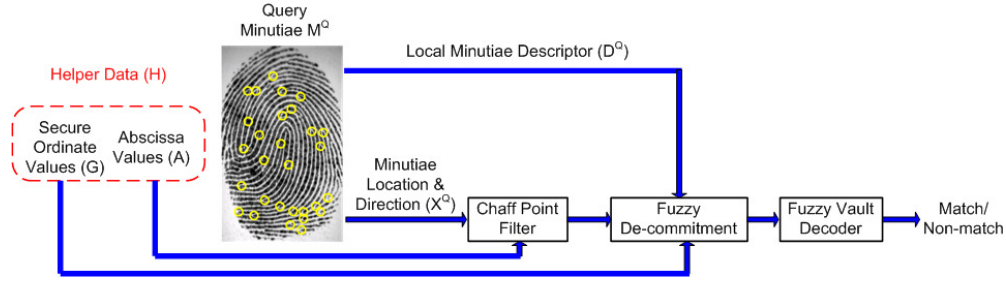 Query
Minutiae M^Q
Local Minutiae Descriptor (D^Q)
Helper Data (H)
Secure
Ordinate
Values (G)
Abscissa
Values (A)
Minutiae
Location &
Direction (X^Q)
Chaff Point
Filter
Fuzzy
De-commitment
Fuzzy Vault
Decoder
Match/
Non-match